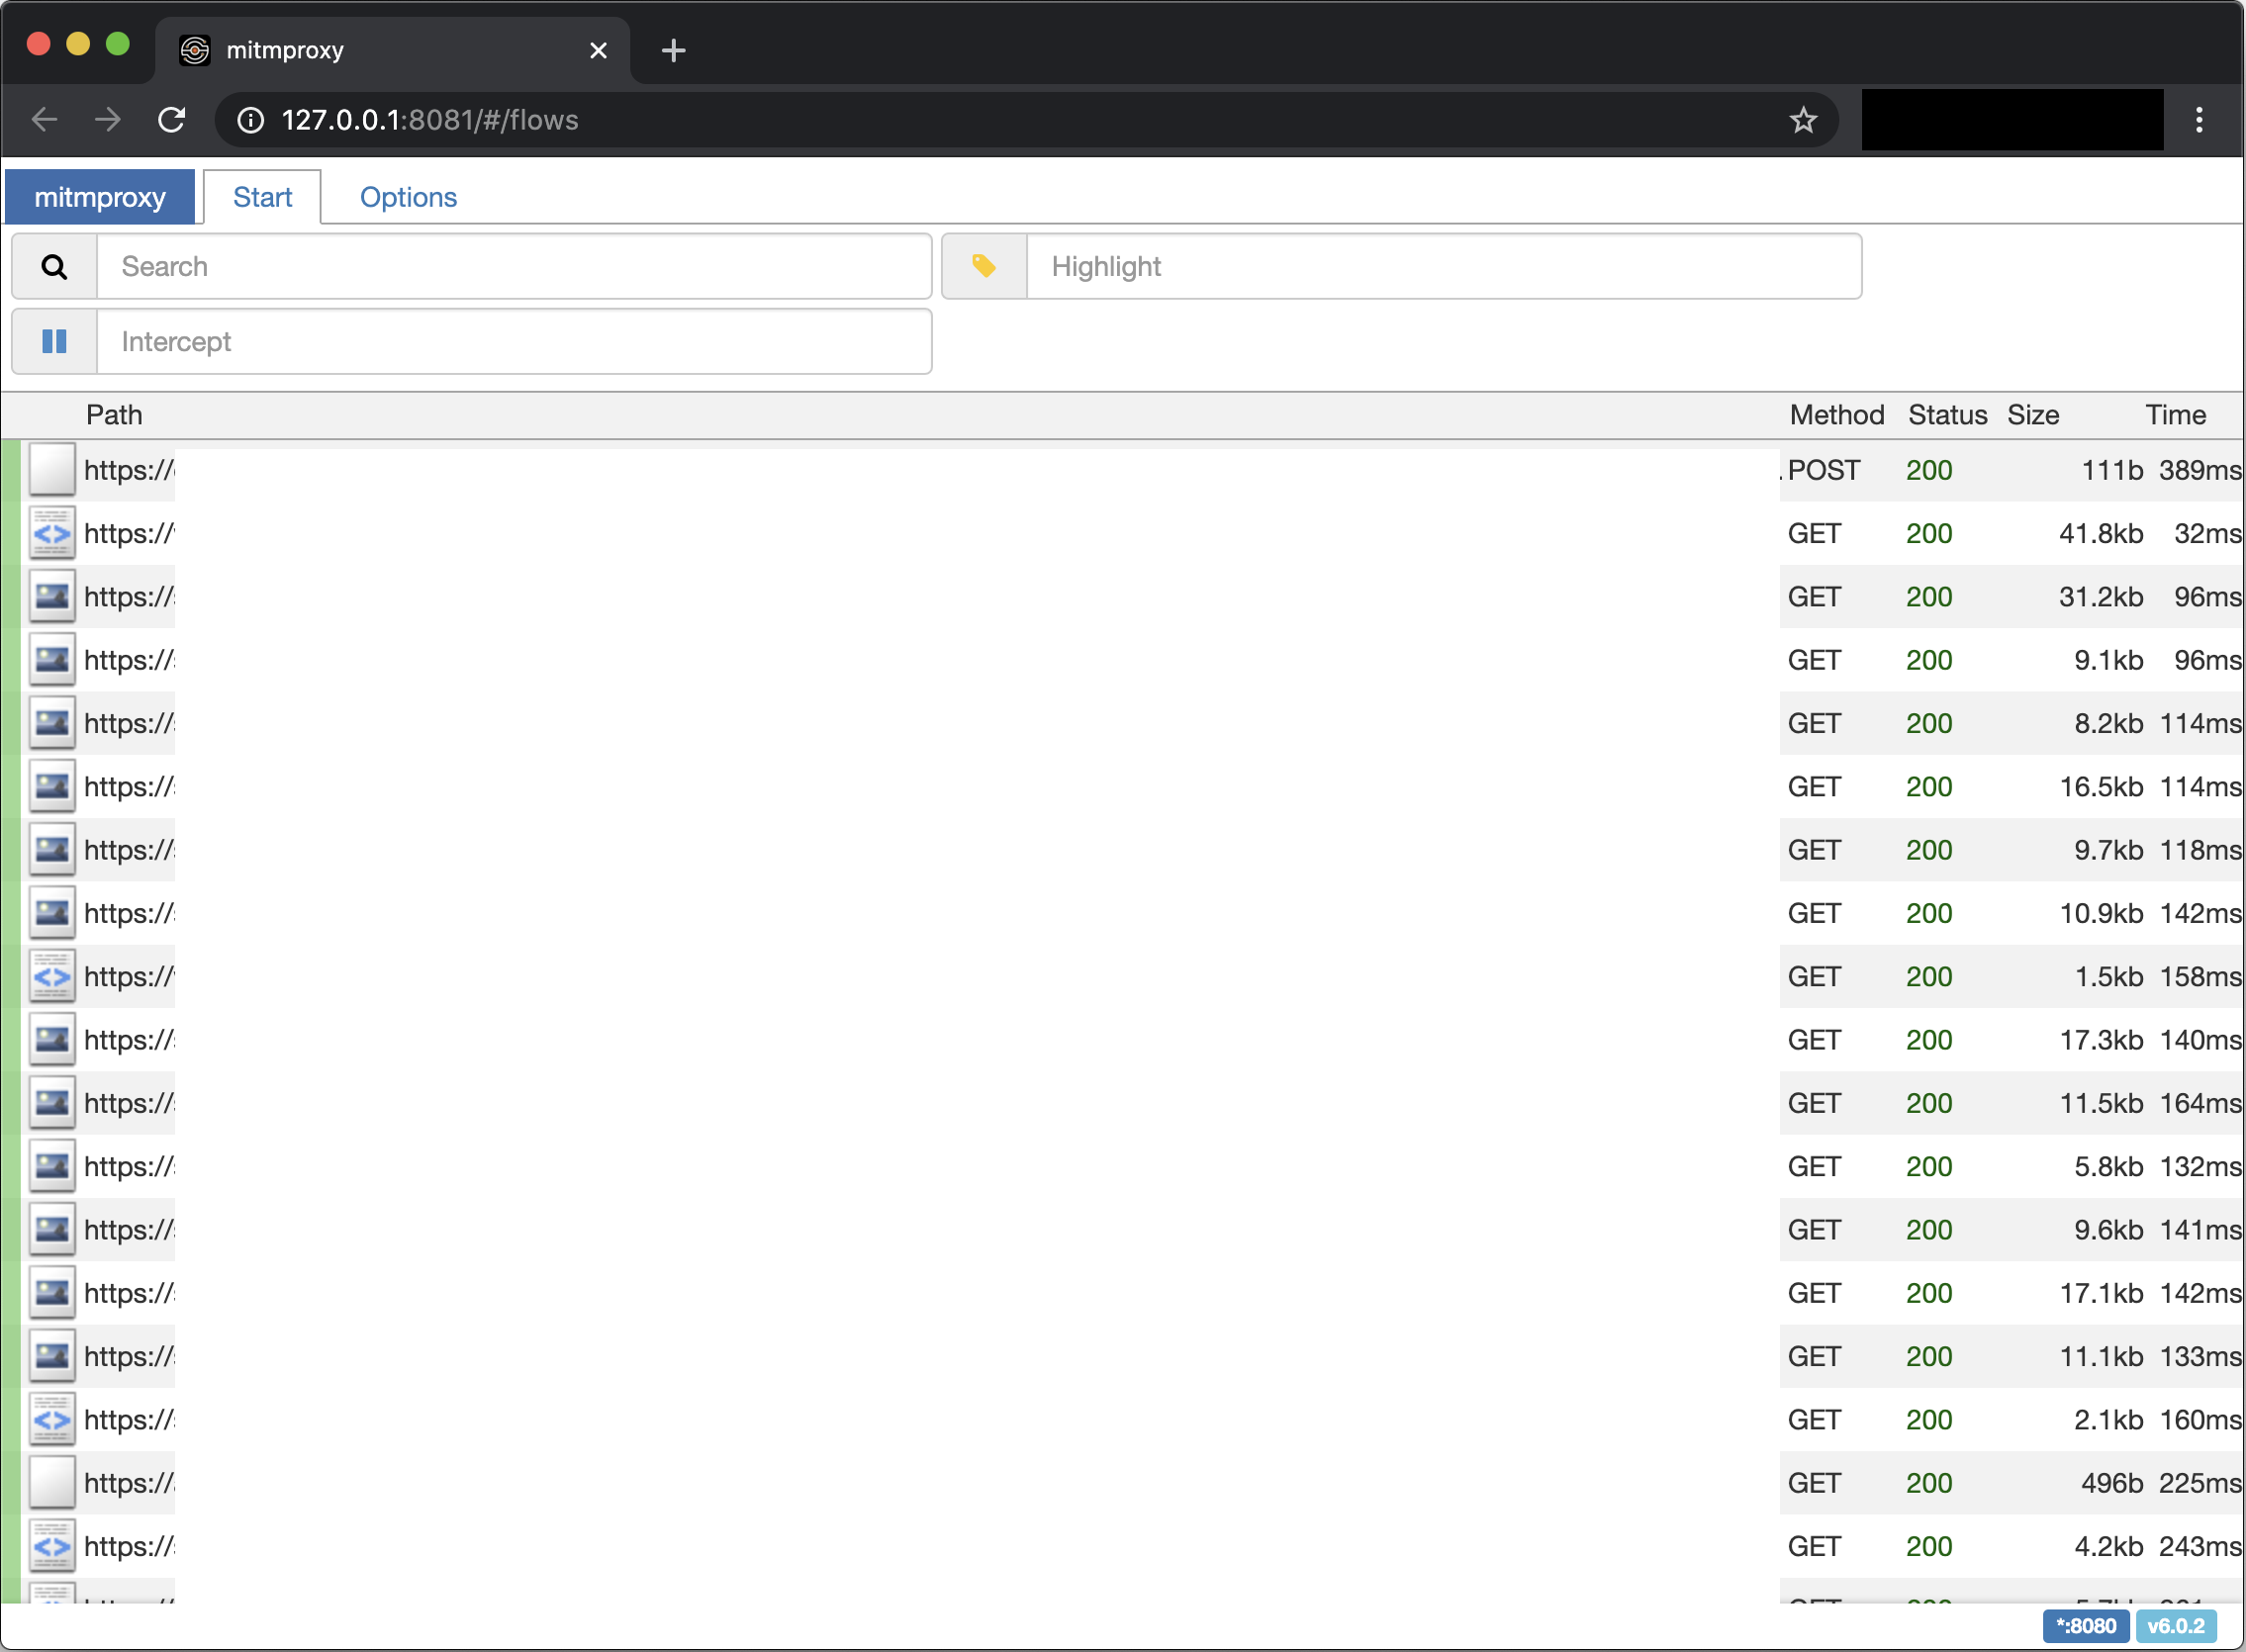 mitmproxy
127.0.0.1:8081/#/flows
mitmproxy Start Options
Search Highlight
Intercept
Path Method Status Size Time
https:// POST 200 111b 389ms
https:// GET 200 41.8kb 32ms
https:// GET 200 31.2kb 96ms
https:// GET 200 9.1kb 96ms
https:// GET 200 8.2kb 114ms
https:// GET 200 16.5kb 114ms
https:// GET 200 9.7kb 118ms
https:// GET 200 10.9kb 142ms
https:// GET 200 1.5kb 158ms
https:// GET 200 17.3kb 140ms
https:// GET 200 11.5kb 164ms
https:// GET 200 5.8kb 132ms
https:// GET 200 9.6kb 141ms
https:// GET 200 17.1kb 142ms
https:// GET 200 11.1kb 133ms
https:// GET 200 2.1kb 160ms
https:// GET 200 496b 225ms
https:// GET 200 4.2kb 243ms
*:8080 v6.0.2